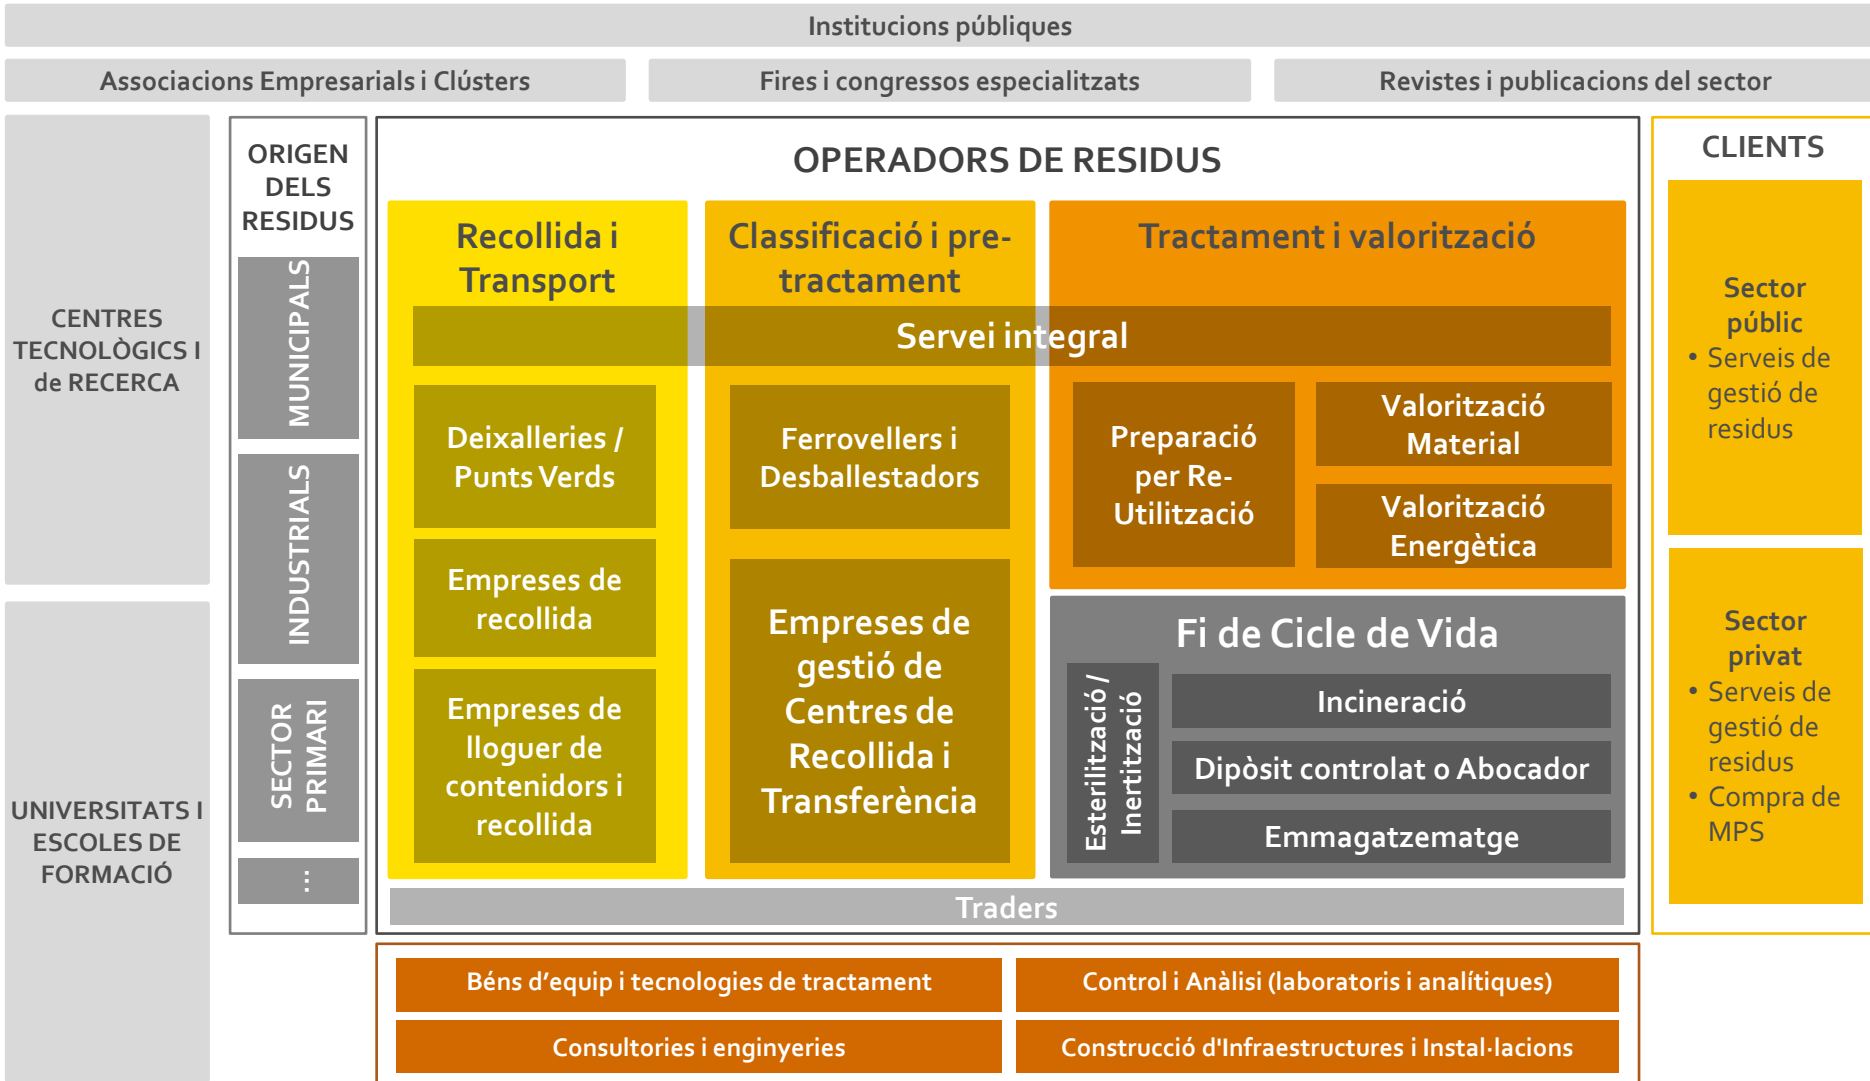 Institucions públiques
Associacions Empresarials i Clústers
Fires i congressos especialitzats
Revistes i publicacions del sector
CENTRES
TECNOLÒGICS I
de RECERCA
UNIVERSITATS I
ESCOLES DE
FORMACIÓ
ORIGEN
DELS
RESIDUS
MUNICIPALS
INDUSTRIALS
SECTOR
PRIMARI
...
OPERADORS DE RESIDUS
Recollida i
Transport
Classificació i pre-
tractament
Tractament i valorització
Servei integral
Deixalleries /
Punts Verds
Empreses de
recollida
Empreses de
lloguer de
contenidors i
recollida
Ferrovellers i
Desballestadors
Empreses de
gestió de
Centres de
Recollida i
Transferència
Preparació
per Re-
Utilització
Valorització
Material
Valorització
Energètica
Fi de Cicle de Vida
Esterilització /
Inertització
Incineració
Dipòsit controlat o Abocador
Emmagatzematge
Traders
CLIENTS
Sector
públic
• Serveis de
gestió de
residus
Sector
privat
• Serveis de
gestió de
residus
• Compra de
MPS
Béns d'equip i tecnologies de tractament
Control i Anàlisi (laboratoris i analítiques)
Consultories i enginyeries
Construcció d'Infraestructures i Instal·lacions